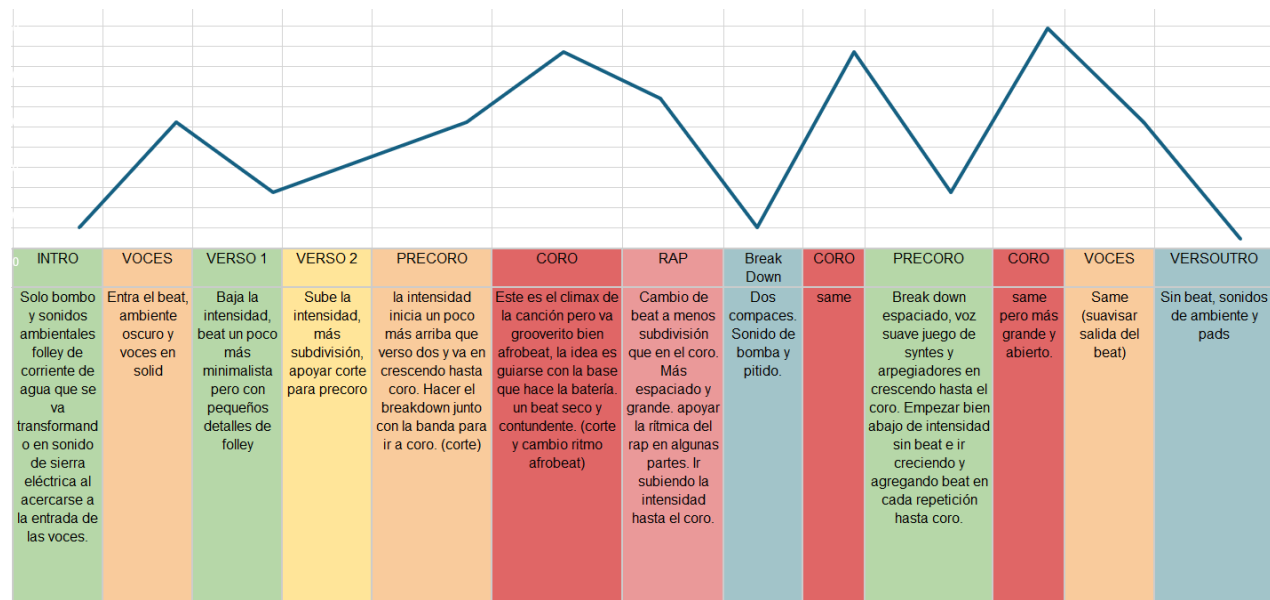 0
INTRO
VOCES
VERSO 1
VERSO 2
PRECORO
CORO
RAP
Break
Down
CORO
PRECORO
CORO
VOCES
VERSOUTRO
Solo bombo
y sonidos
ambientales
folley de
corriente de
agua que se
va
transformand
o en sonido
de sierra
eléctrica al
acercarse a
la entrada de
las voces.
Entra el beat,
ambiente
oscuro y
voces en
solid
Baja la
intensidad,
beat un poco
más
minimalista
pero con
pequeños
detalles de
folley
Sube la
intensidad,
más
subdivisión,
apoyar corte
para precoro
la intensidad
inicia un poco
más arriba que
verso dos y va en
crescendo hasta
coro. Hacer el
breakdown junto
con la banda para
ir a coro. (corte)
Este es el climax de
la canción pero va
grooverito bien
afrobeat, la idea es
guiarse con la base
que hace la batería.
un beat seco y
contundente. (corte
y cambio ritmo
afrobeat)
Cambio de
beat a menos
subdivisión
que en el coro.
Más
espaciado y
grande. apoyar
la rítmica del
rap en algunas
partes. Ir
subiendo la
intensidad
hasta el coro.
Dos
compaces.
Sonido de
bomba y
pitido.
same
Break down
espaciado, voz
suave juego de
syntes y
arpegiadores en
crescendo hasta el
coro. Empezar bien
abajo de intensidad
sin beat e ir
creciendo y
agregando beat en
cada repetición
hasta coro.
same
pero más
grande y
abierto.
Same
(suavisar
salida del
beat)
Sin beat, sonidos
de ambiente y
pads